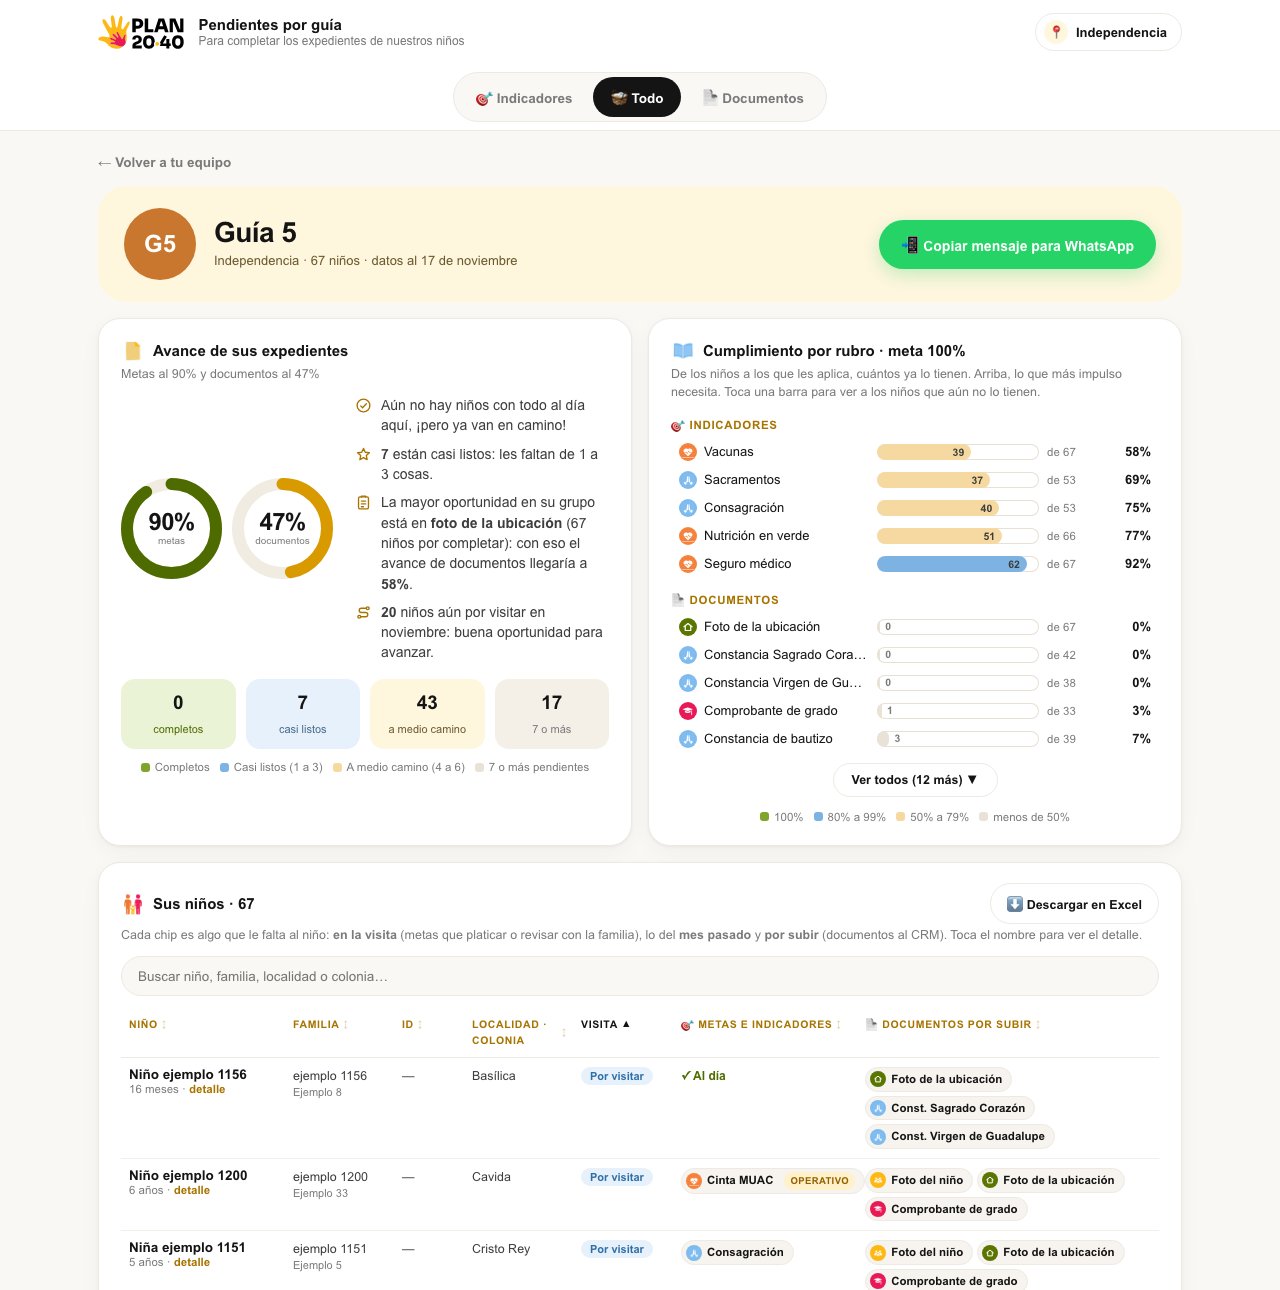 PLAN
20·40
Pendientes por guía
Para completar los expedientes de nuestros niños
Independencia
Indicadores
Todo
Documentos
← Volver a tu equipo
G5
Guía 5
Independencia · 67 niños · datos al 17 de noviembre
Copiar mensaje para WhatsApp
Avance de sus expedientes
Metas al 90% y documentos al 47%
90%
metas
47%
documentos
Aún no hay niños con todo al día
aquí, ¡pero ya van en camino!
7 están casi listos: les faltan de 1 a
3 cosas.
La mayor oportunidad en su grupo
está en foto de la ubicación (67
niños por completar): con eso el
avance de documentos llegaría a
58%.
20 niños aún por visitar en
noviembre: buena oportunidad para
avanzar.
0
completos
7
casi listos
43
a medio camino
17
7 o más
Completos Casi listos (1 a 3) A medio camino (4 a 6) 7 o más pendientes
Cumplimiento por rubro · meta 100%
De los niños a los que les aplica, cuántos ya lo tienen. Arriba, lo que más impulso
necesita. Toca una barra para ver a los niños que aún no lo tienen.
INDICADORES
Vacunas 39 de 67 58%
Sacramentos 37 de 53 69%
Consagración 40 de 53 75%
Nutrición en verde 51 de 66 77%
Seguro médico 62 de 67 92%
DOCUMENTOS
Foto de la ubicación 0 de 67 0%
Constancia Sagrado Cora… 0 de 42 0%
Constancia Virgen de Gu… 0 de 38 0%
Comprobante de grado 1 de 33 3%
Constancia de bautizo 3 de 39 7%
Ver todos (12 más) ▼
100% 80% a 99% 50% a 79% menos de 50%
Sus niños · 67
Descargar en Excel
Cada chip es algo que le falta al niño: en la visita (metas que platicar o revisar con la familia), lo del mes pasado y por subir (documentos al CRM). Toca el nombre para ver el detalle.
Buscar niño, familia, localidad o colonia…
NIÑO ↕ FAMILIA ↕ ID ↕ LOCALIDAD · COLONIA ↕ VISITA ▲ METAS E INDICADORES ↕ DOCUMENTOS POR SUBIR ↕
Niño ejemplo 1156 ejemplo 1156 — Basílica Por visitar ✓ Al día Foto de la ubicación
16 meses · detalle Ejemplo 8
Const. Sagrado Corazón
Const. Virgen de Guadalupe
Niño ejemplo 1200 ejemplo 1200 — Cavida Por visitar Cinta MUAC OPERATIVO Foto del niño Foto de la ubicación
6 años · detalle Ejemplo 33
Comprobante de grado
Niña ejemplo 1151 ejemplo 1151 — Cristo Rey Por visitar Consagración Foto del niño Foto de la ubicación
5 años · detalle Ejemplo 5
Comprobante de grado